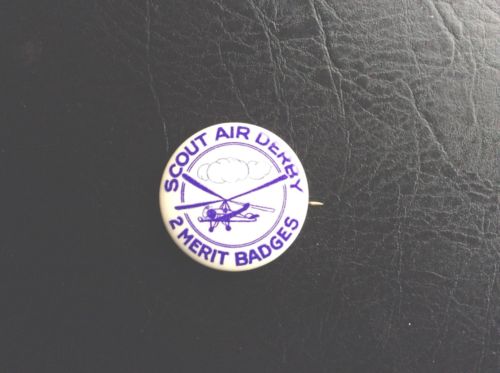 SCOUT AIR DERBY
2 MERIT BADGES